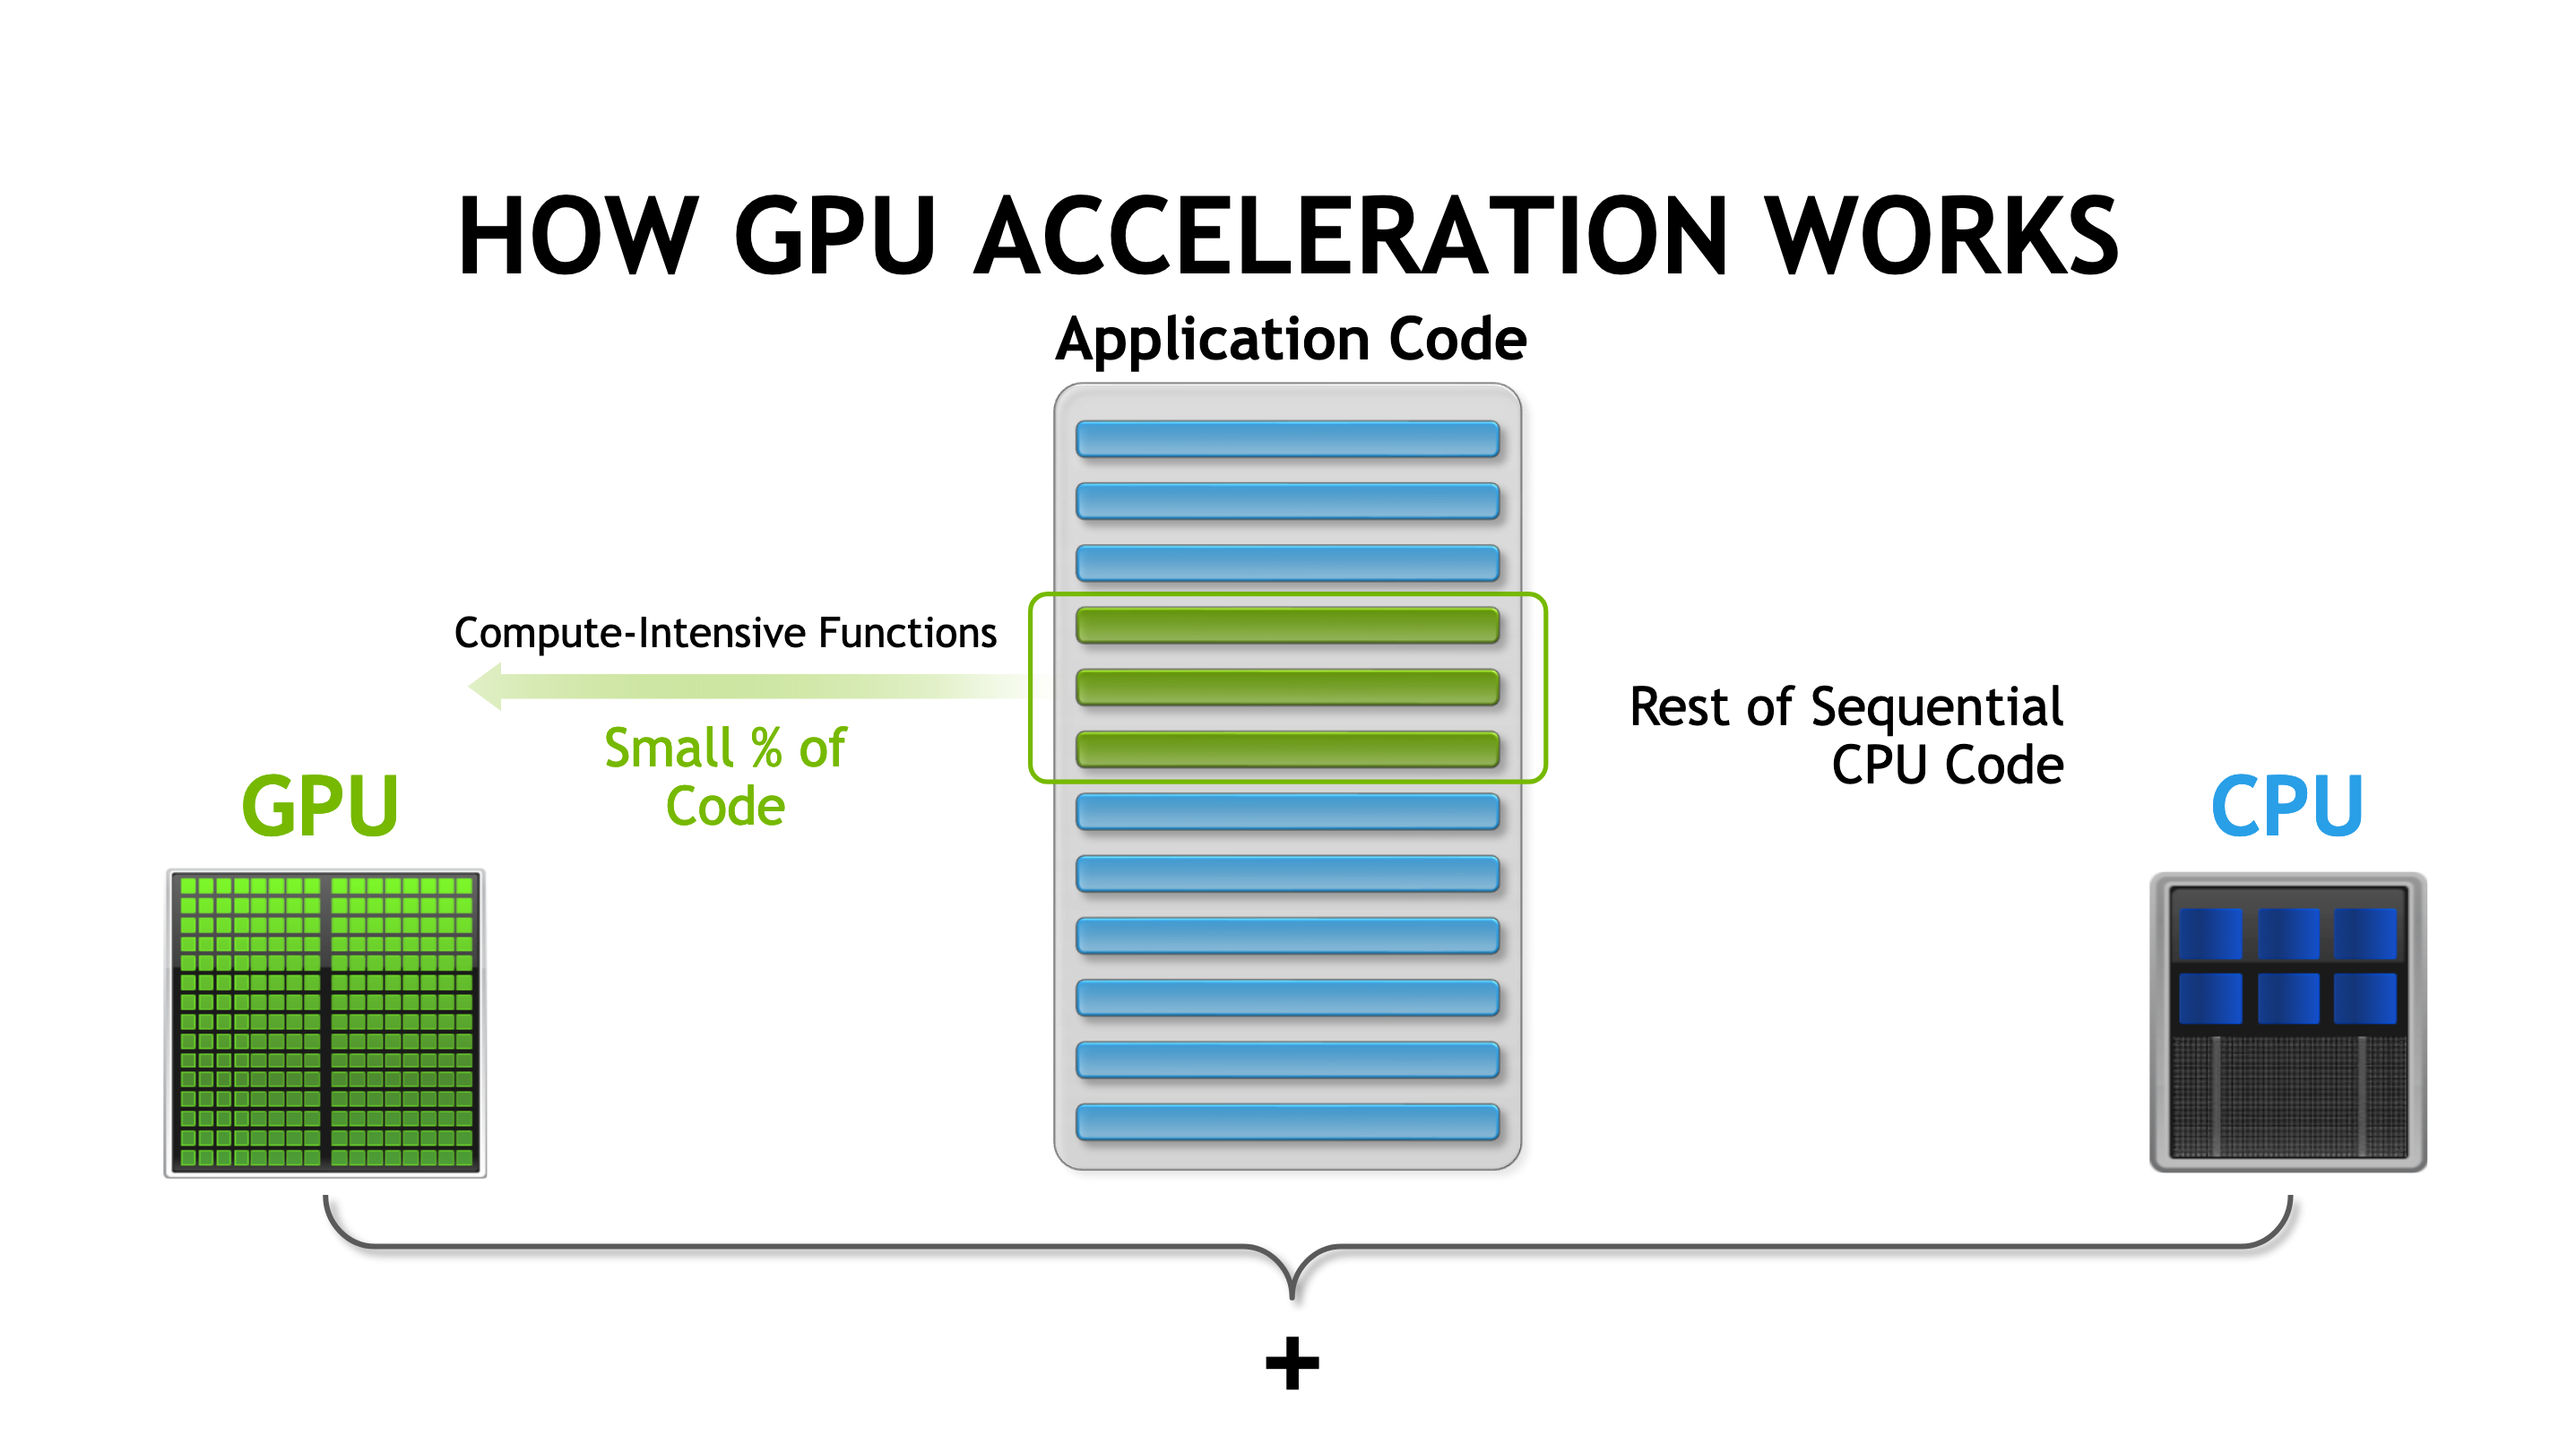 HOW GPU ACCELERATION WORKS
Application Code
Compute-Intensive Functions
Small % of
Code
Rest of Sequential
CPU Code
GPU
CPU
+